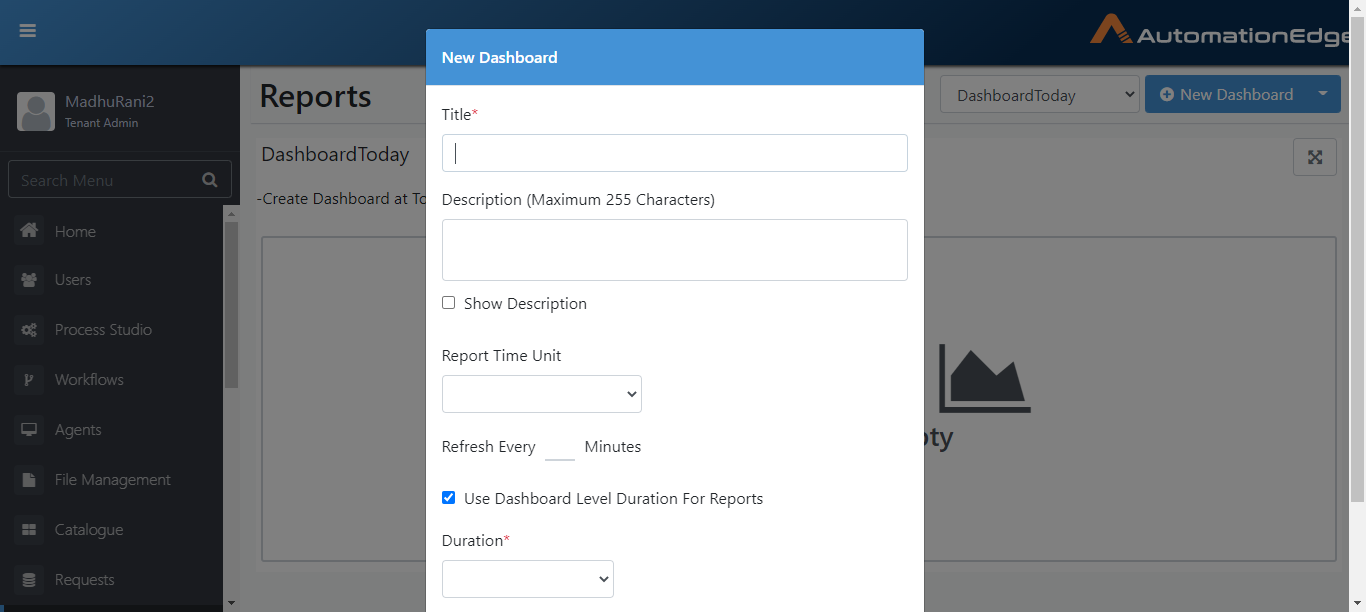 AutomationEdge
New Dashboard
MadhuRani2
Tenant Admin
Reports
DashboardToday
New Dashboard
Title*
Search Menu
DashboardToday
Description (Maximum 255 Characters)
-Create Dashboard at
Home
Users
Show Description
Process Studio
Report Time Unit
Workflows
Agents
Refresh Every
Minutes
File Management
Use Dashboard Level Duration For Reports
Catalogue
Duration*
Requests